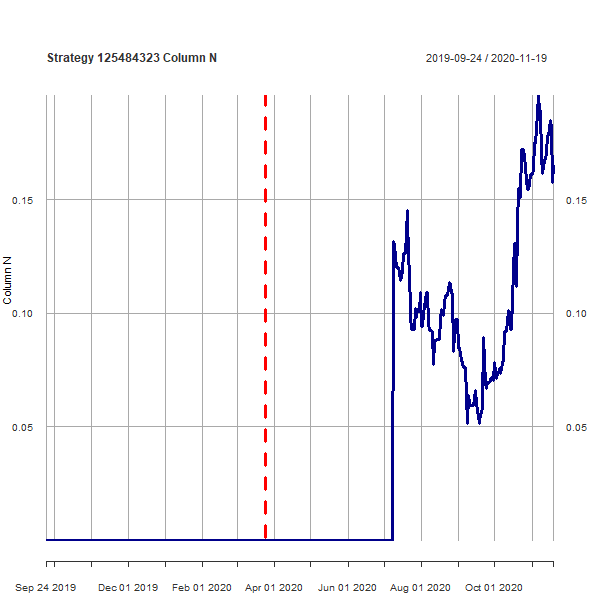 Strategy 125484323 Column N
2019-09-24 / 2020-11-19
Column N
0.15
0.15
0.10
0.10
0.05
0.05
Sep 24 2019
Dec 01 2019
Feb 01 2020
Apr 01 2020
Jun 01 2020
Aug 01 2020
Oct 01 2020